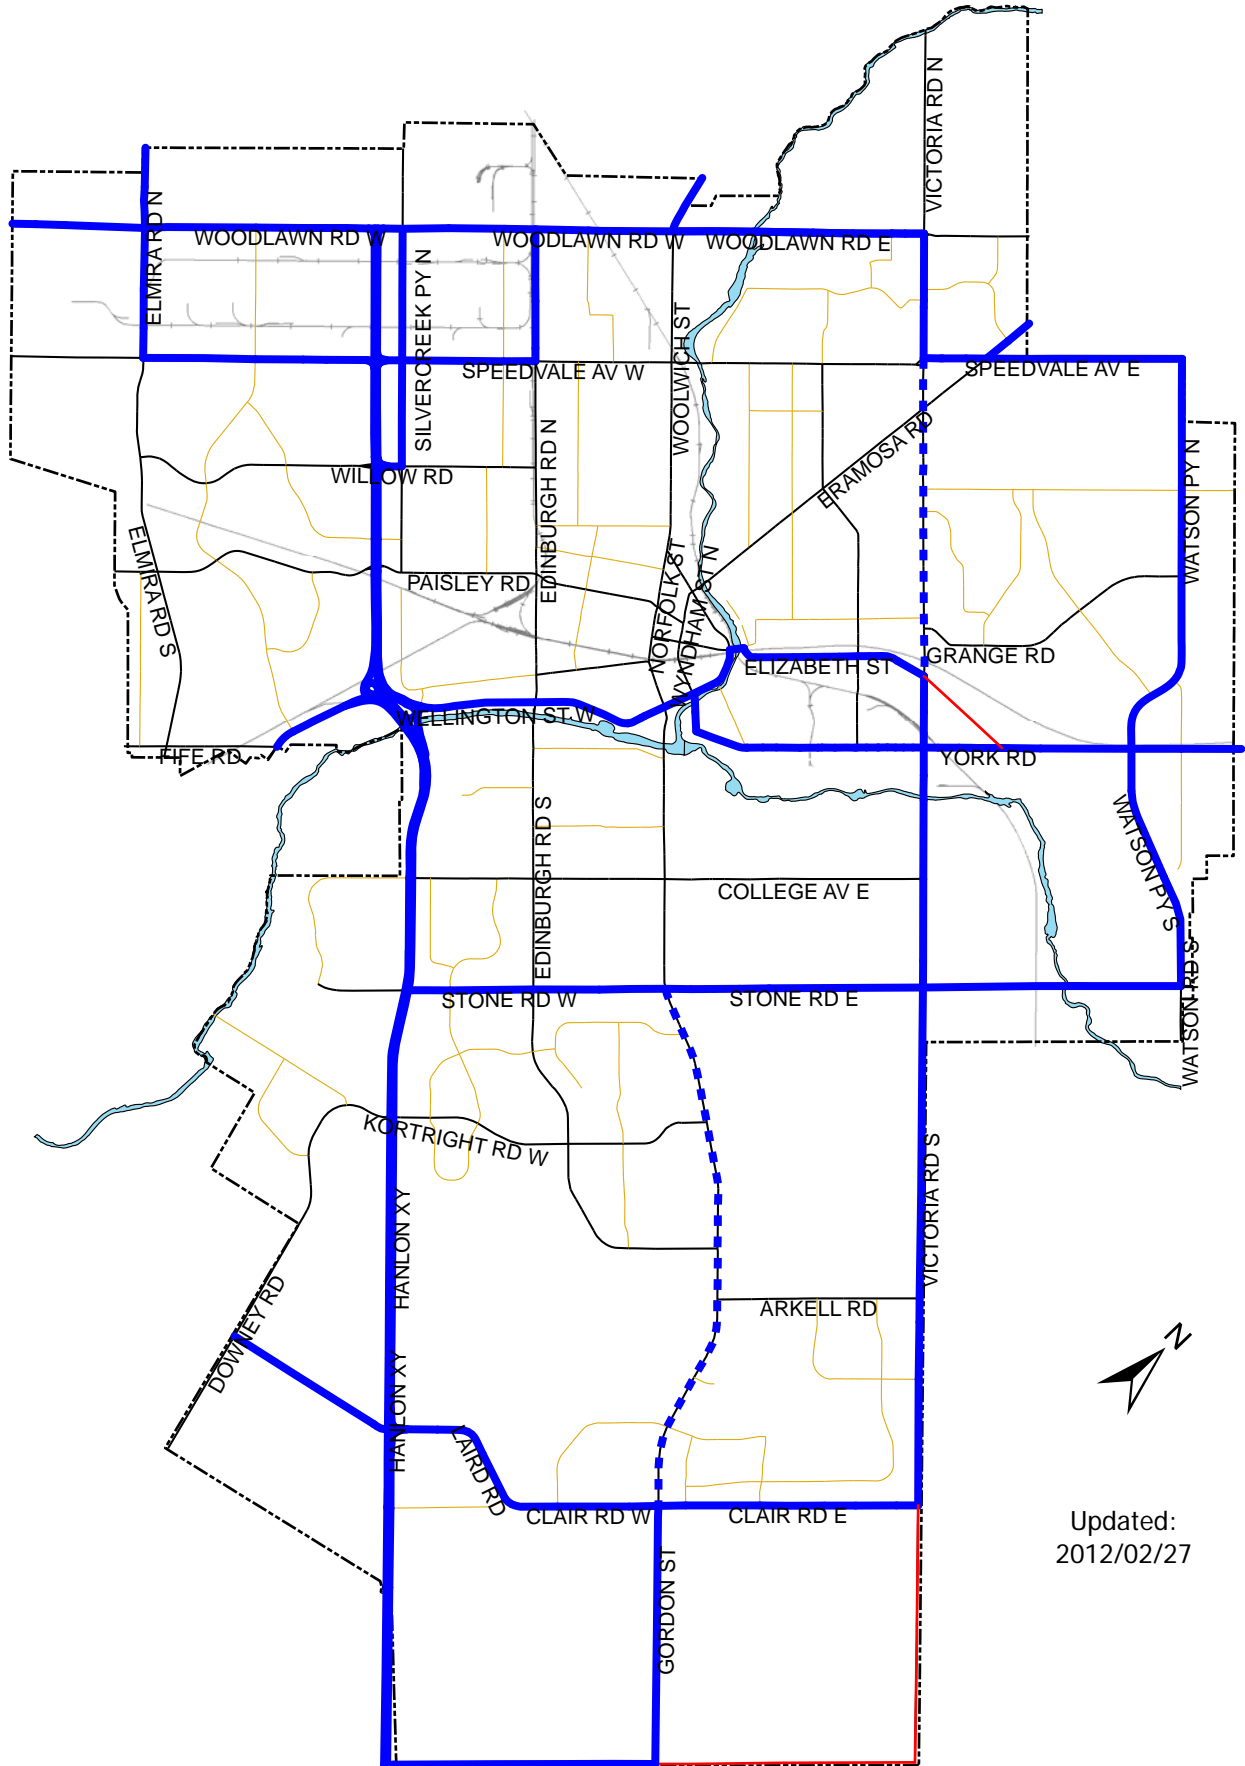 VICTORIA RD N
ELMIRA RD N
WOODLAWN RD W
WOODLAWN RD W
WOODLAWN RD E
SILVERCREEK PY N
WOOLWICH ST
SPEEDVALE AV W
SPEEDVALE AV E
EDINBURGH RD N
ERAMOSA RD
WILLOW RD
WATSON PY N
ELMIRA RD S
PAISLEY RD
NORFOLK ST
WYNDHAM ST N
GRANGE RD
ELIZABETH ST
WELLINGTON ST W
FIFE RD
YORK RD
EDINBURGH RD S
WATSON PY S
COLLEGE AV E
STONE RD W
STONE RD E
WATSON RD S
KORTRIGHT RD W
VICTORIA RD S
HANLON XY
DOWNEY RD
ARKELL RD
N
HANLON XY
LAIRD RD
CLAIR RD W
CLAIR RD E
GORDON ST
Updated:
2012/02/27